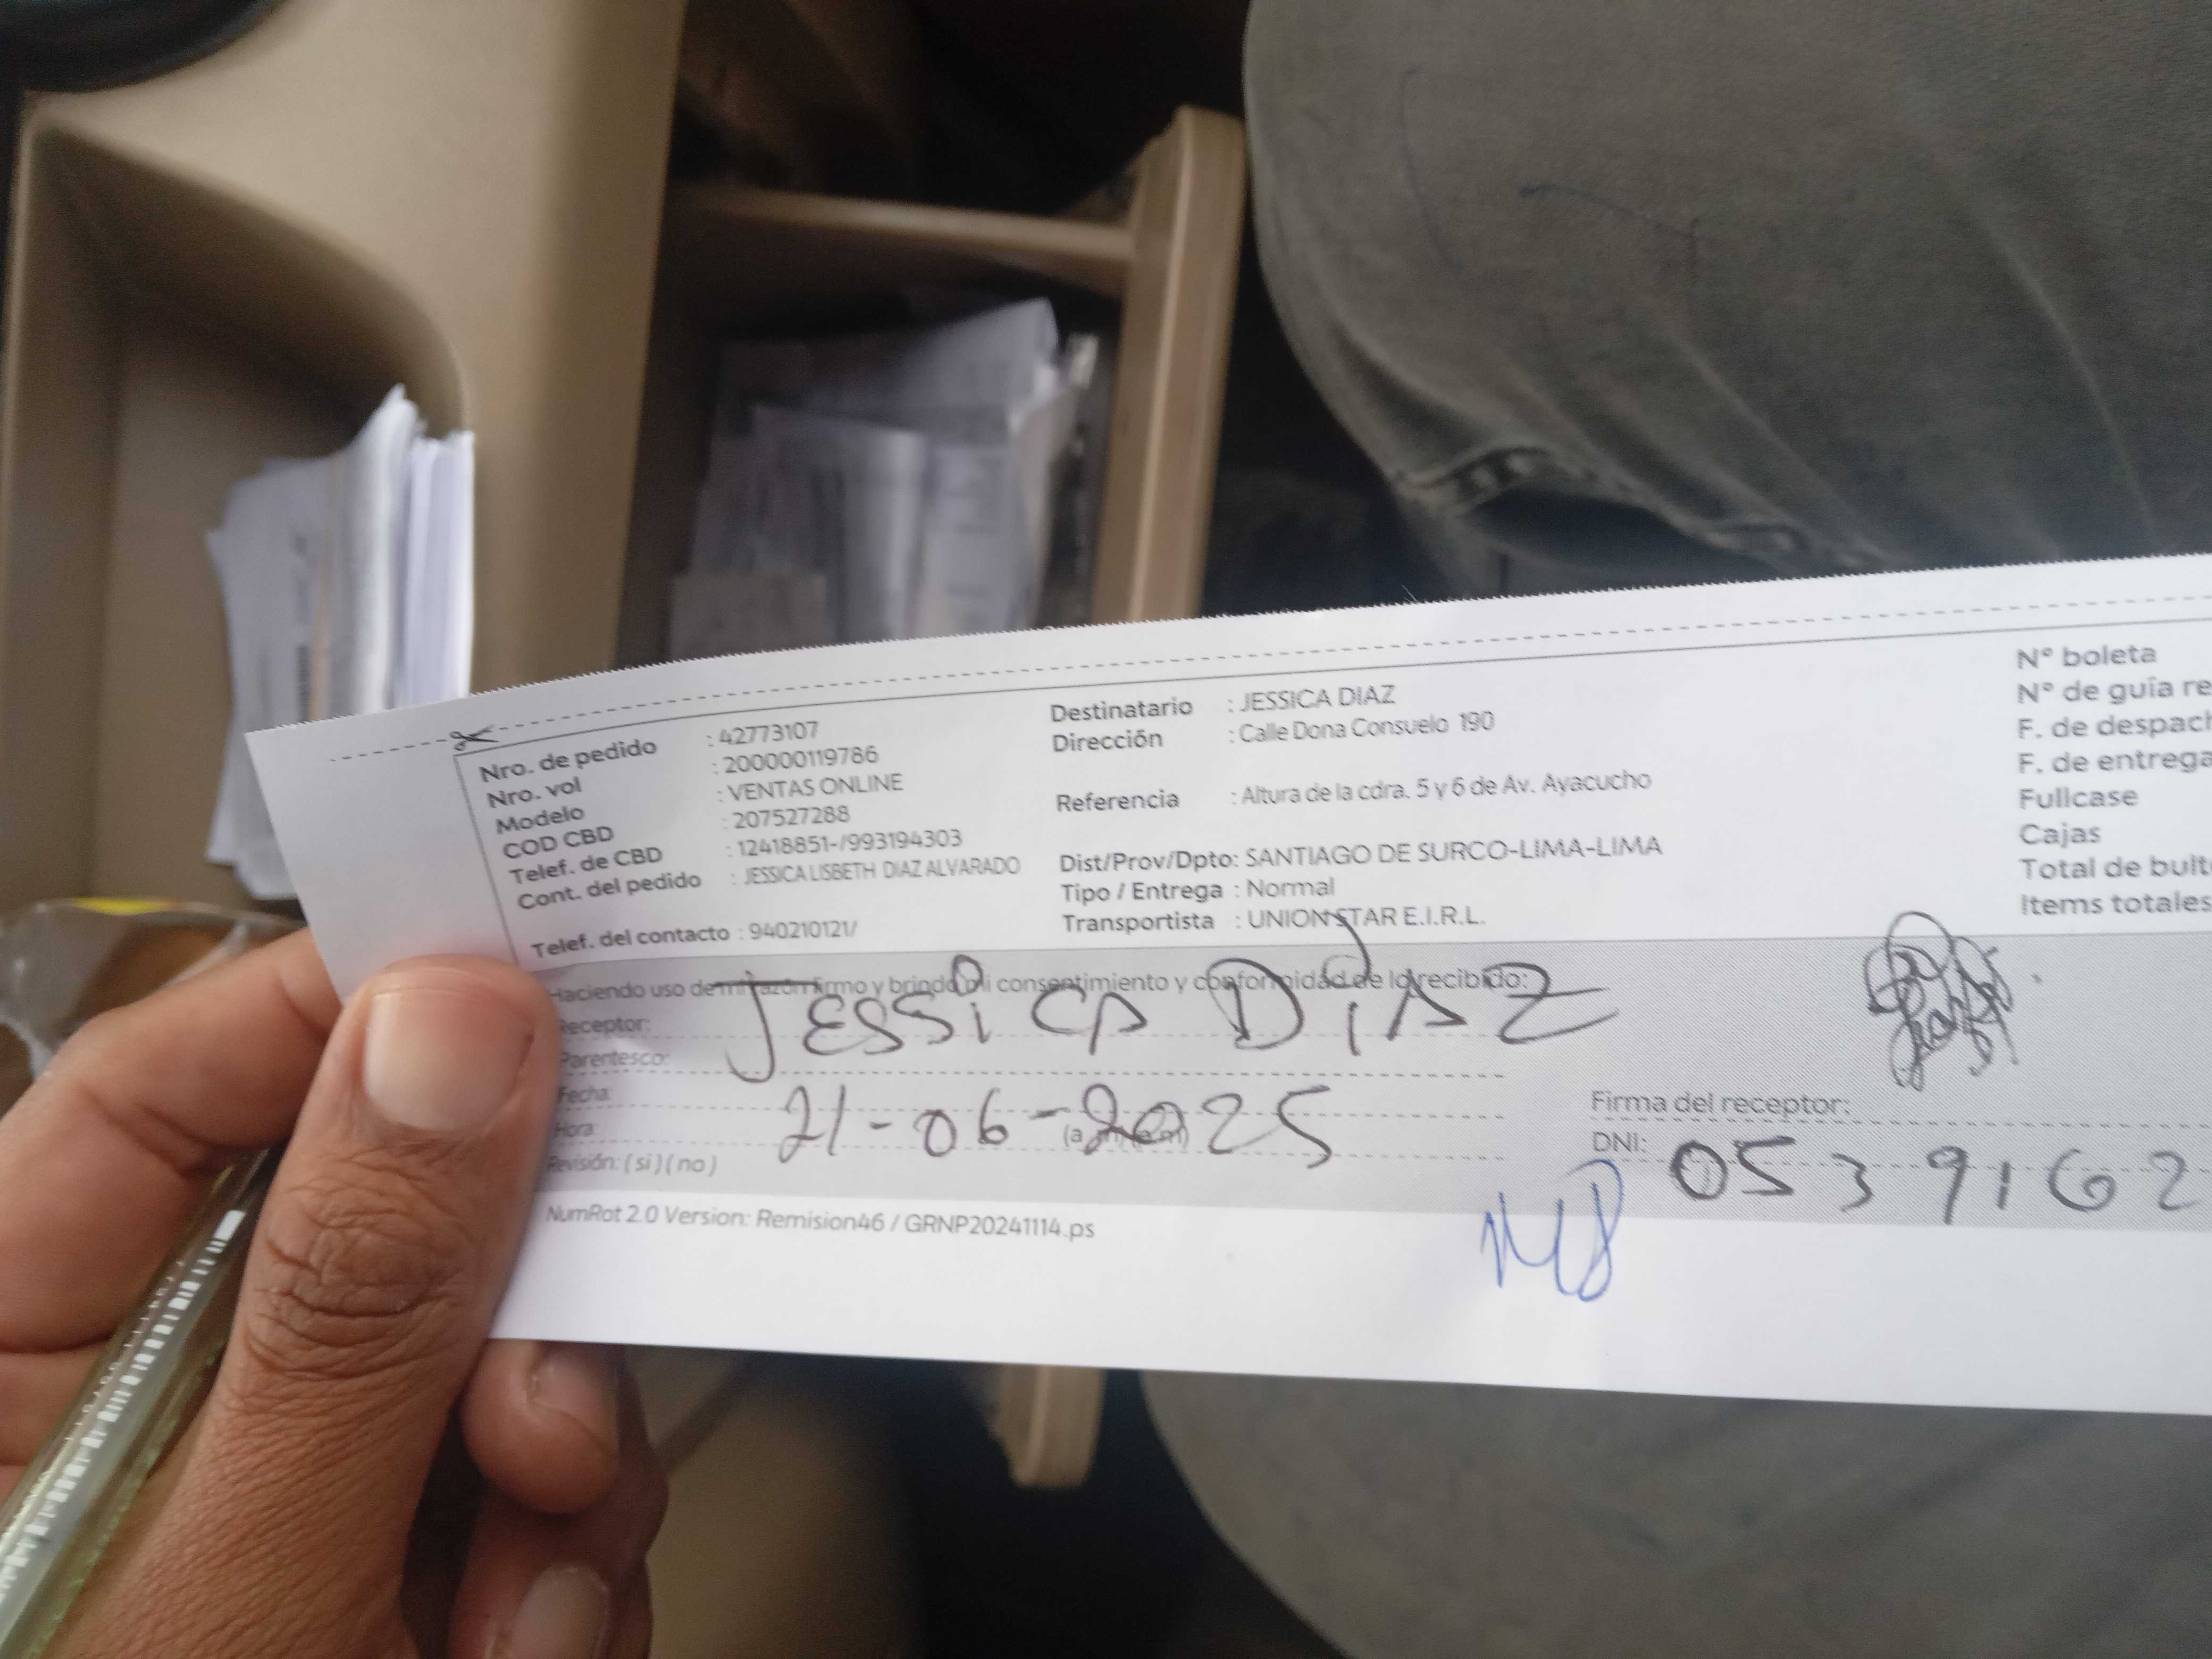 Nro. de pedido : 42773107
Nro. vol : 200000119786
Modelo : VENTAS ONLINE
COD CBD : 207527288
Telef. de CBD : 12418851-/993194303
Cont. del pedido : JESSICA LISBETH DIAZ ALVARADO
Telef. del contacto : 940210121/
Destinatario : JESSICA DIAZ
Dirección : Calle Dona Consuelo 190
Referencia : Altura de la cdra. 5 y 6 de Av. Ayacucho
Dist/Prov/Dpto: SANTIAGO DE SURCO-LIMA-LIMA
Tipo / Entrega : Normal
Transportista : UNION STAR E.I.R.L.
N° boleta
N° de guía re
F. de despach
F. de entrega
Fullcase
Cajas
Total de bult
Items totales
Haciendo uso de mi razón firmo y brindo mi consentimiento y conformidad de lo recibido:
Receptor: JESSiCA DiAZ
Parentesco:
Fecha: 21-06-2025
Hora: (a m) (p m)
Revisión: ( si ) ( no )
Firma del receptor:
DNI: 0539162
NumRot 2.0 Version: Remision46 / GRNP20241114.ps